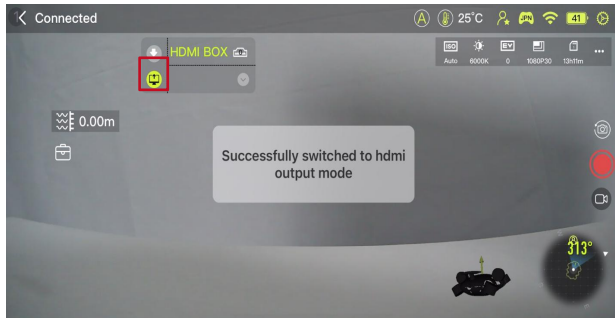 Connected
A
25°C
JPN
41
HDMI BOX
ISO
EV
Auto
6000K
0
1080P30
13h11m
0.00m
Successfully switched to hdmi
output mode
313°